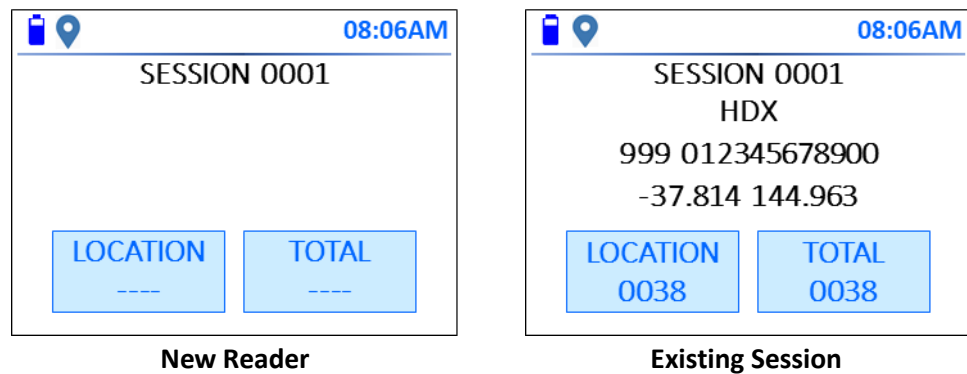 08:06AM
SESSION 0001
LOCATION
----
TOTAL
----
New Reader
08:06AM
SESSION 0001
HDX
999 012345678900
-37.814 144.963
LOCATION
0038
TOTAL
0038
Existing Session